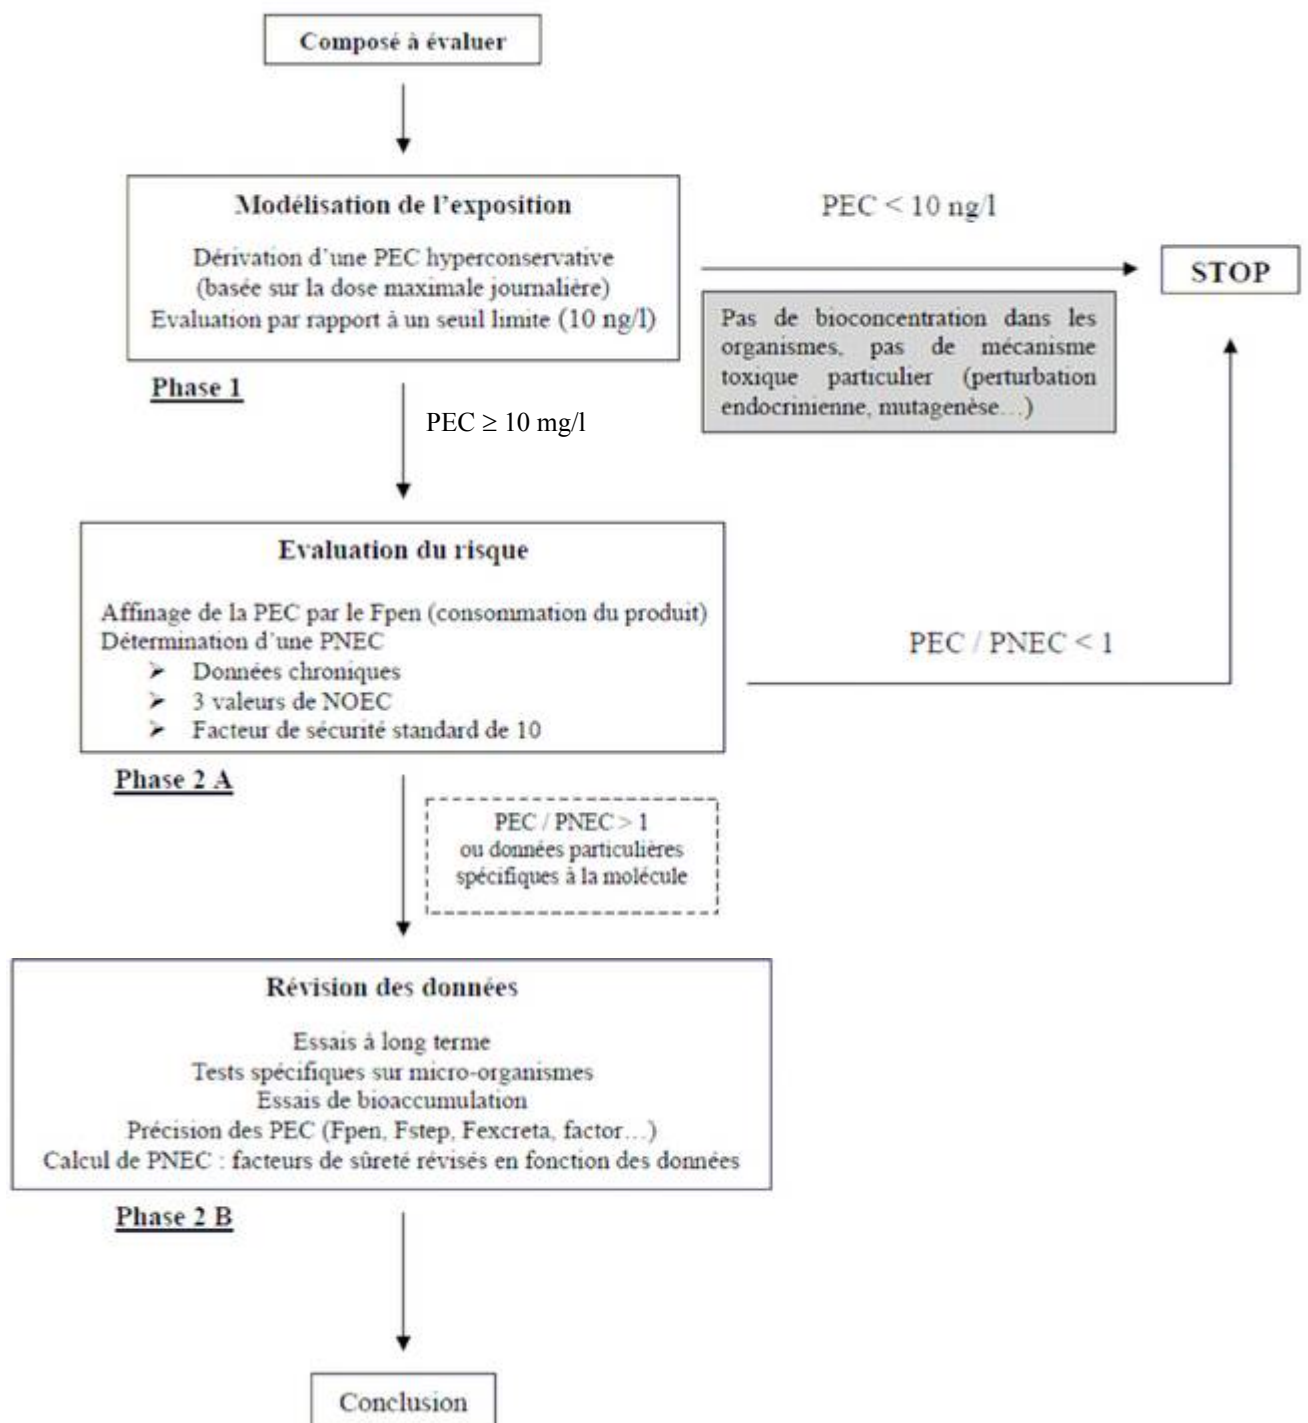 Composé à évaluer
Modélisation de l'exposition
Dérivation d'une PEC hyperconservative
(basée sur la dose maximale journalière)
Evaluation par rapport à un seuil limite (10 ng/l)
Phase 1
PEC < 10 ng/l
STOP
Pas de bioconcentration dans les
organismes, pas de mécanisme
toxique particulier (perturbation
endocrinienne, mutagenèse…)
PEC ≥ 10 mg/l
Evaluation du risque
Affinage de la PEC par le Fpen (consommation du produit)
Détermination d'une PNEC
➢ Données chroniques
➢ 3 valeurs de NOEC
➢ Facteur de sécurité standard de 10
Phase 2 A
PEC / PNEC < 1
PEC / PNEC > 1
ou données particulières
spécifiques à la molécule
Révision des données
Essais à long terme
Tests spécifiques sur micro-organismes
Essais de bioaccumulation
Précision des PEC (Fpen, Fstep, Fexcreta, factor…)
Calcul de PNEC : facteurs de sûreté révisés en fonction des données
Phase 2 B
Conclusion